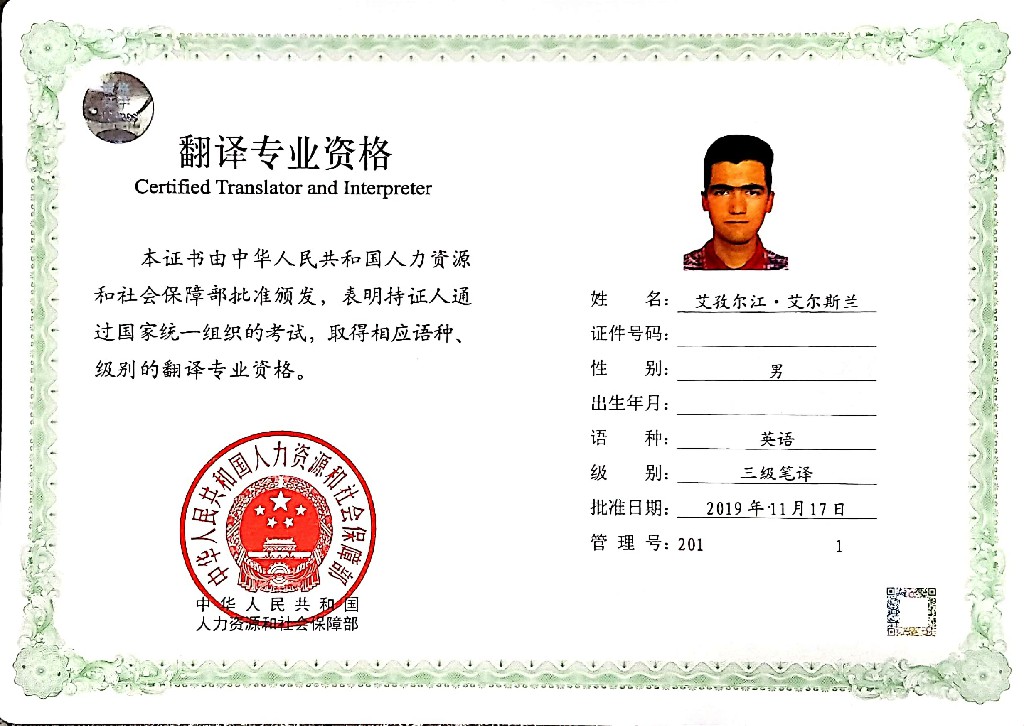 翻译专业资格
Certified Translator and Interpreter
本证书由中华人民共和国人力资源
和社会保障部批准颁发，表明持证人通
过国家统一组织的考试，取得相应语种、
级别的翻译专业资格。
中华人民共和国人力资源和社会保障部
中华人民共和国
人力资源和社会保障部
姓 名：艾孜尔江·艾尔斯兰
证件号码：
性 别：男
出生年月：
语 种：英语
级 别：三级笔译
批准日期：2019年11月17日
管 理 号：201 1